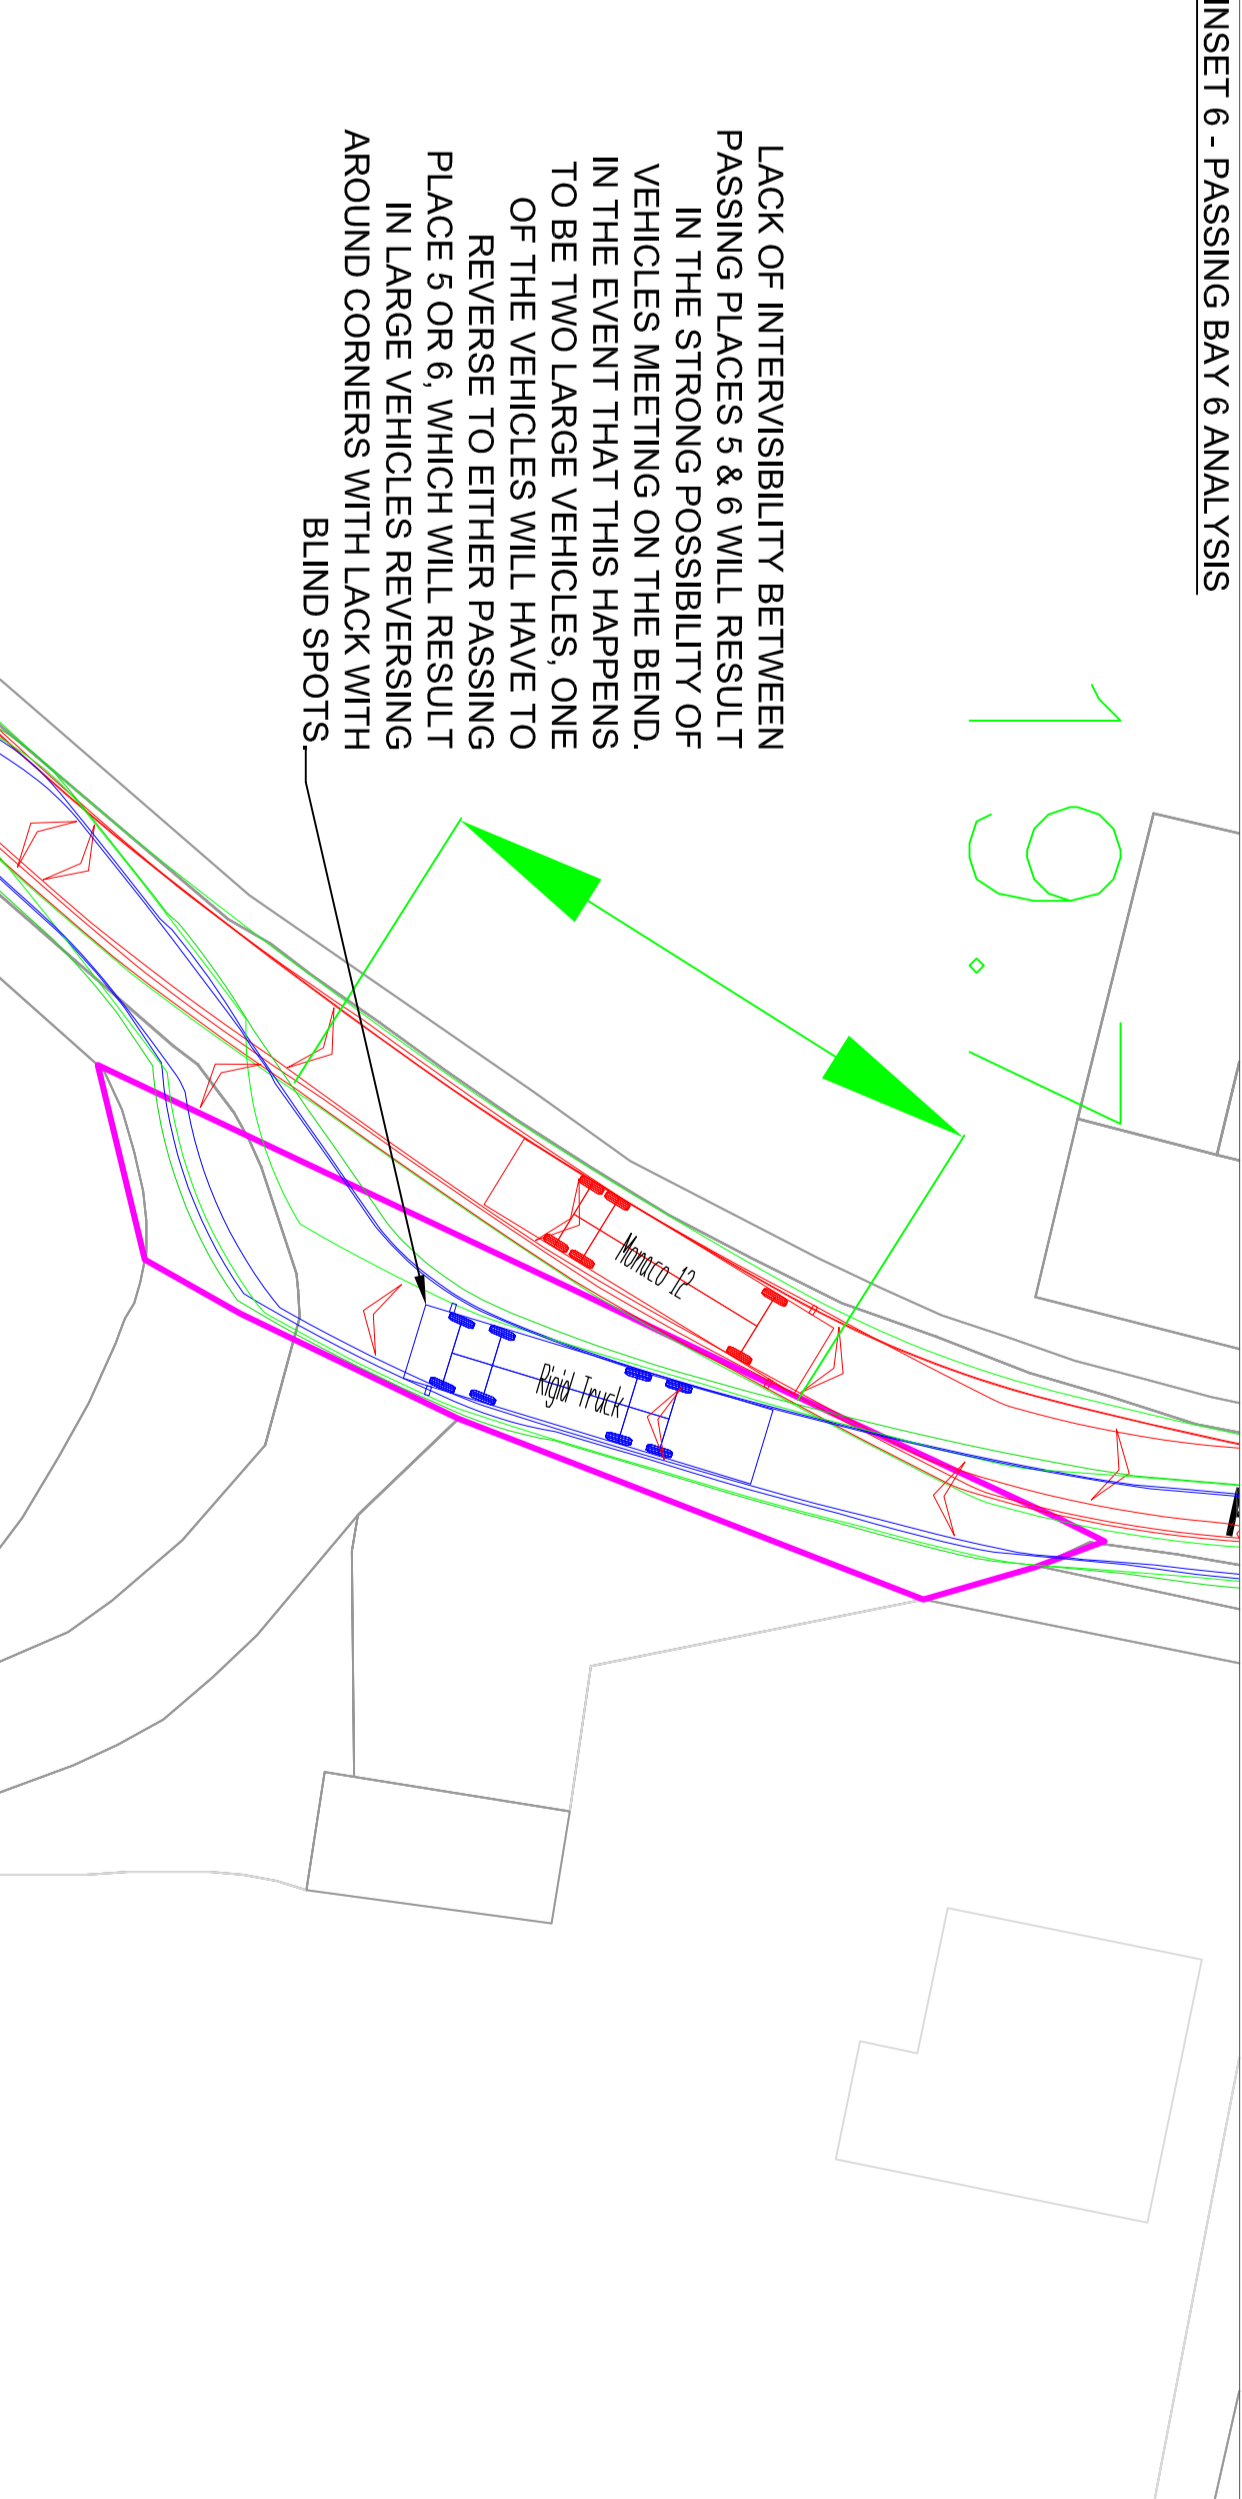 INSET 6 - PASSING BAY 6 ANALYSIS
LACK OF INTERVISIBILITY BETWEEN
PASSING PLACES 5 & 6 WILL RESULT
IN THE STRONG POSSIBILITY OF
VEHICLES MEETING ON THE BEND.
IN THE EVENT THAT THIS HAPPENS
TO BE TWO LARGE VEHICLES, ONE
OF THE VEHICLES WILL HAVE TO
REVERSE TO EITHER PASSING
PLACE 5 OR 6, WHICH WILL RESULT
IN LARGE VEHICLES REVERSING
AROUND CORNERS WITH LACK WITH
BLIND SPOTS.
19.7
Monaco 12
Rigid Truck